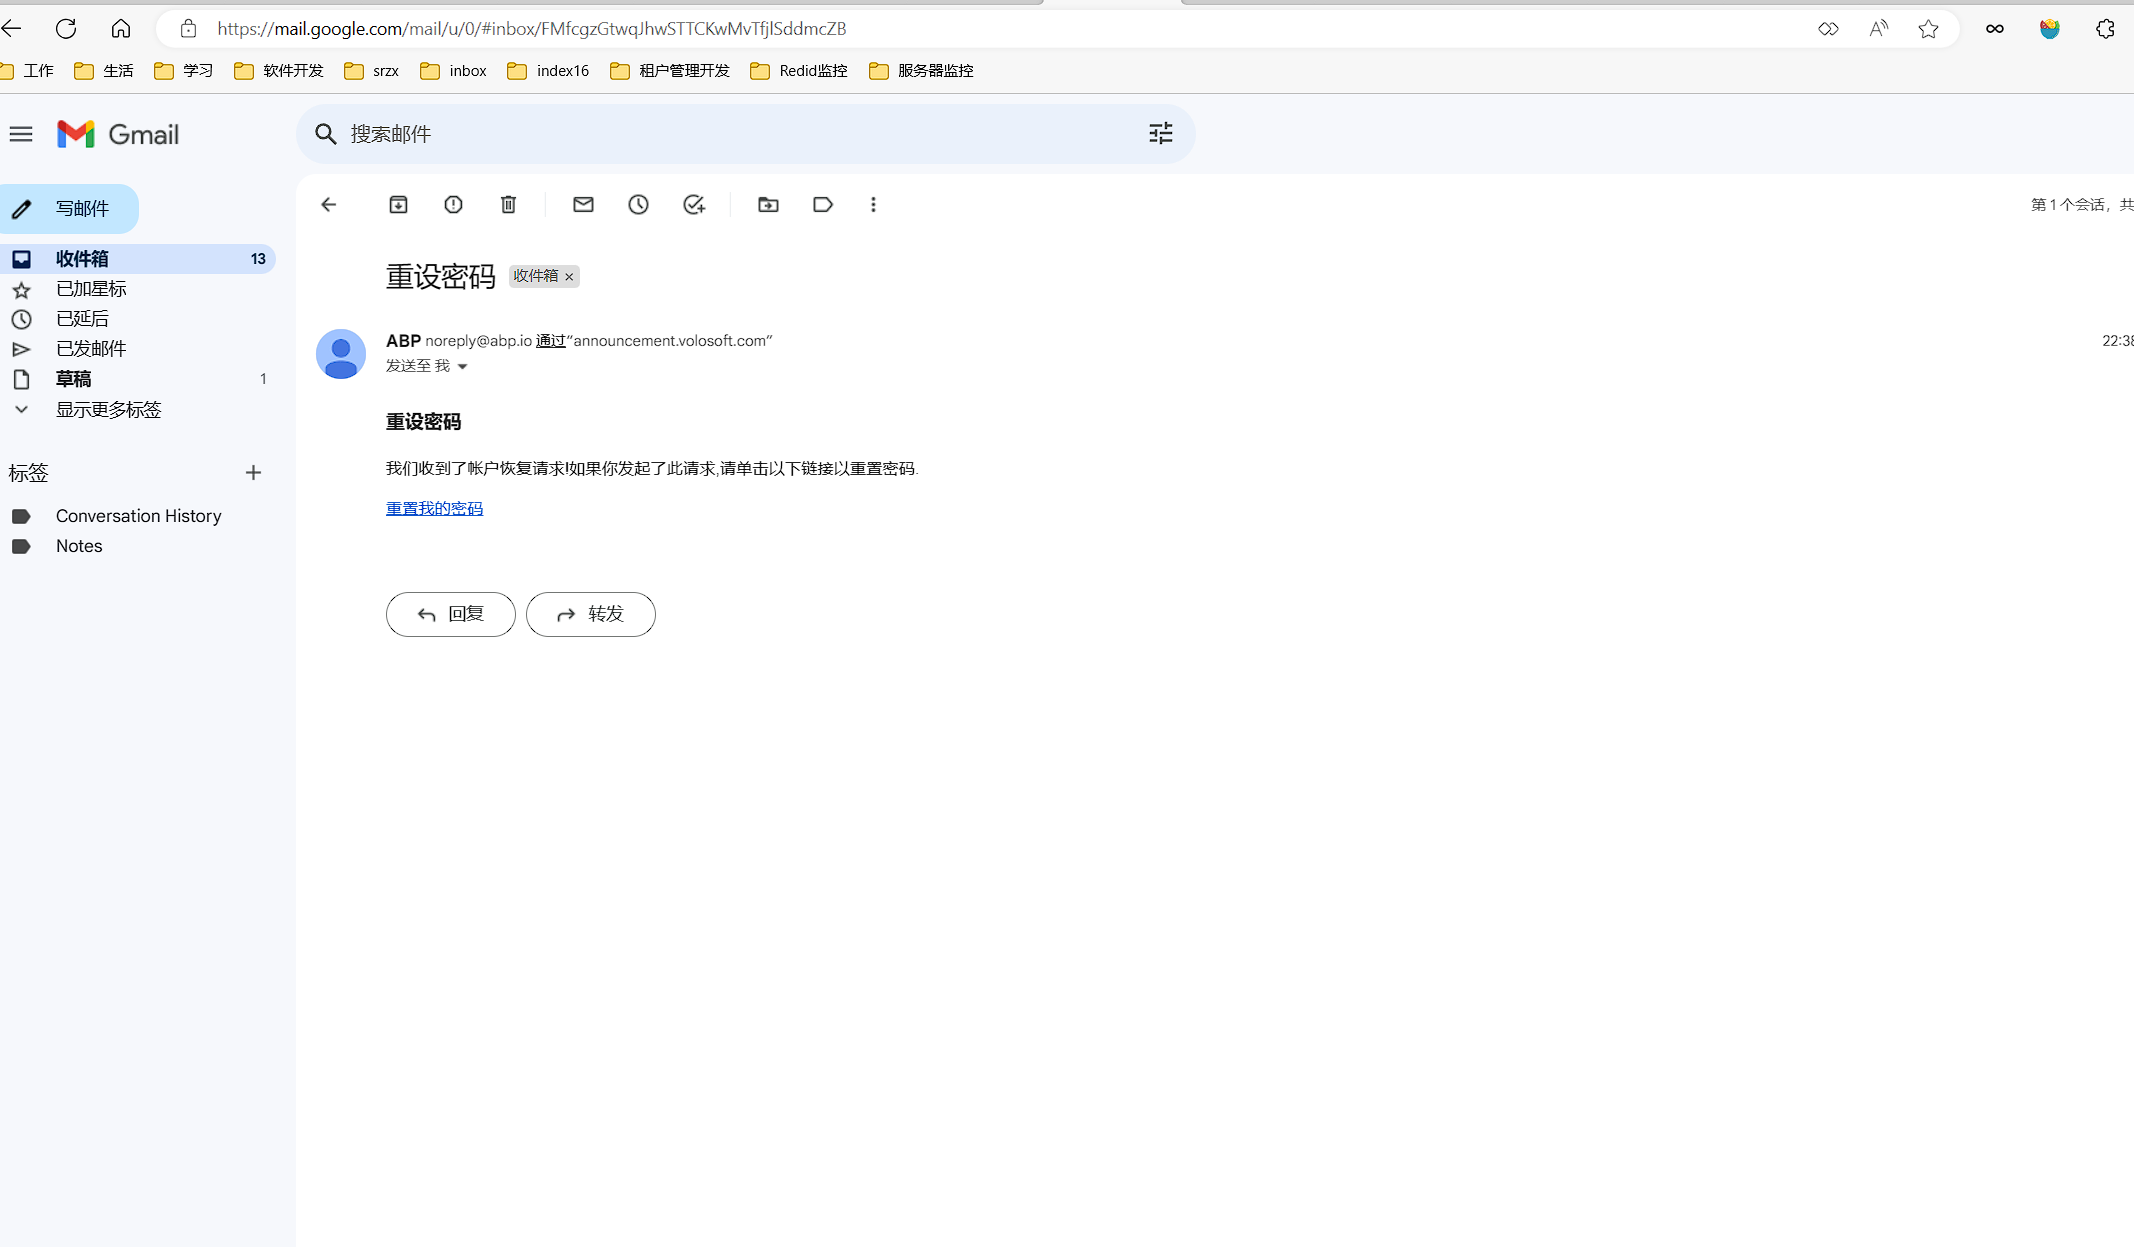 https://mail.google.com/mail/u/0/#inbox/FMfcgzGtwqJhwSTTCKwMvTfjlSddmcZB
工作 生活 学习 软件开发 srzx inbox index16 租户管理开发 Redid监控 服务器监控
Gmail
搜索邮件
写邮件
第 1 个会话，共
收件箱 13
已加星标
已延后
已发邮件
草稿 1
显示更多标签
标签
Conversation History
Notes
重设密码 收件箱 ×
ABP noreply@abp.io 通过“announcement.volosoft.com”
22:38
发送至 我
重设密码
我们收到了帐户恢复请求!如果你发起了此请求,请单击以下链接以重置密码.
重置我的密码
回复 转发